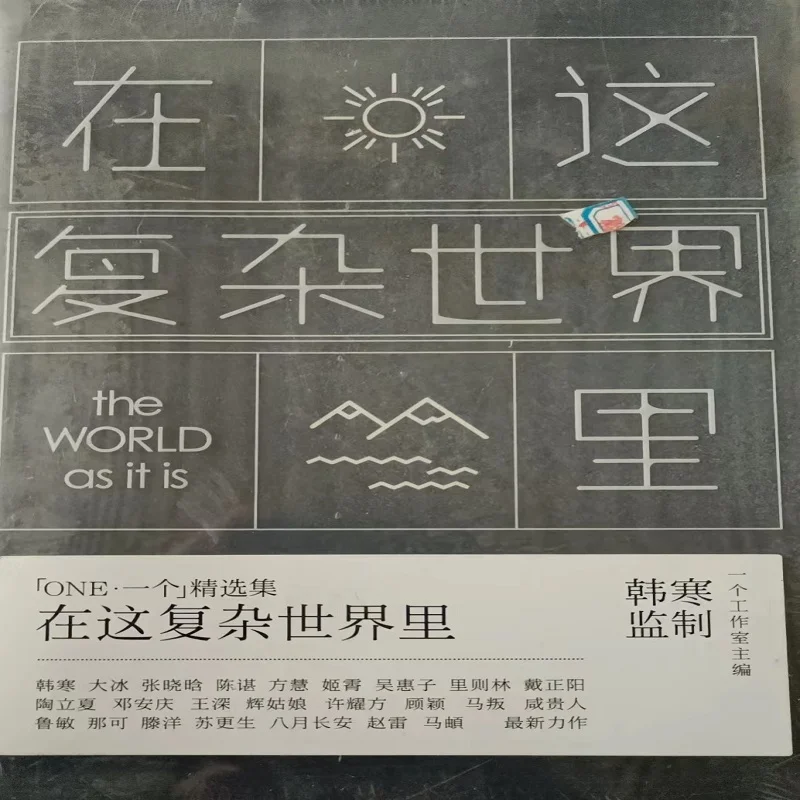 在 这
复杂世界
the
WORLD
as it is
里
「ONE·一个」精选集
在这复杂世界里
韩寒
监制
一个工作室主编
韩寒 大冰 张晓晗 陈谌 方慧 姬霄 吴惠子 里则林 戴正阳
陶立夏 邓安庆 王深 辉姑娘 许耀方 顾颖 马叛 咸贵人
鲁敏 那可 滕洋 苏更生 八月长安 赵雷 马頔 最新力作